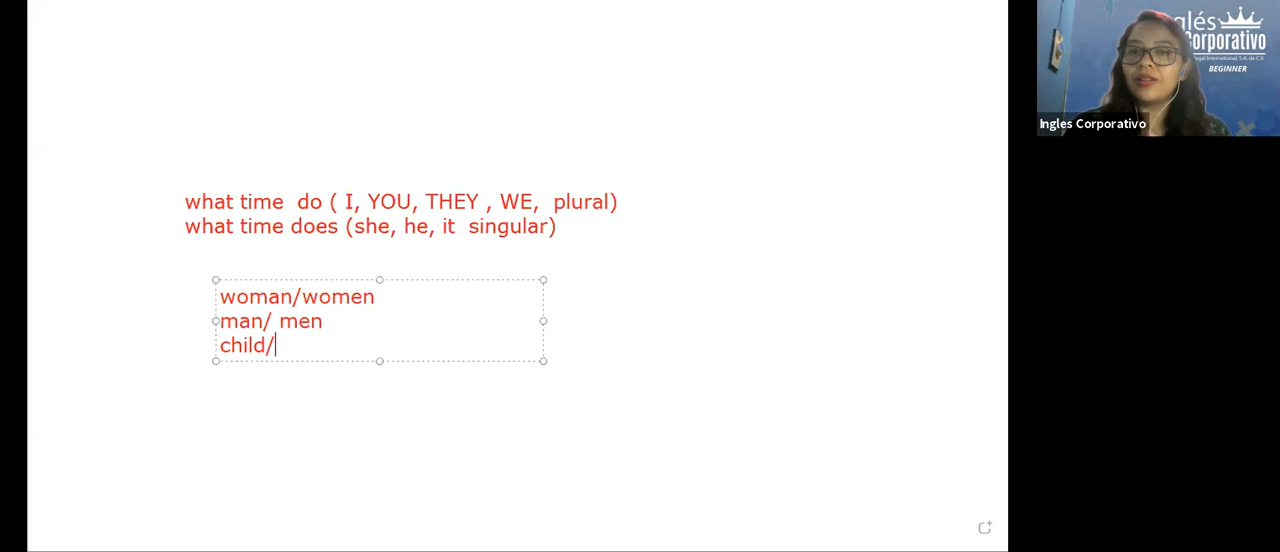 what time  do ( I, YOU, THEY , WE,  plural)
what time does (she, he, it  singular)
woman/women
man/ men
child/
glés
Corporativo
BEGINNER
Ingles Corporativo